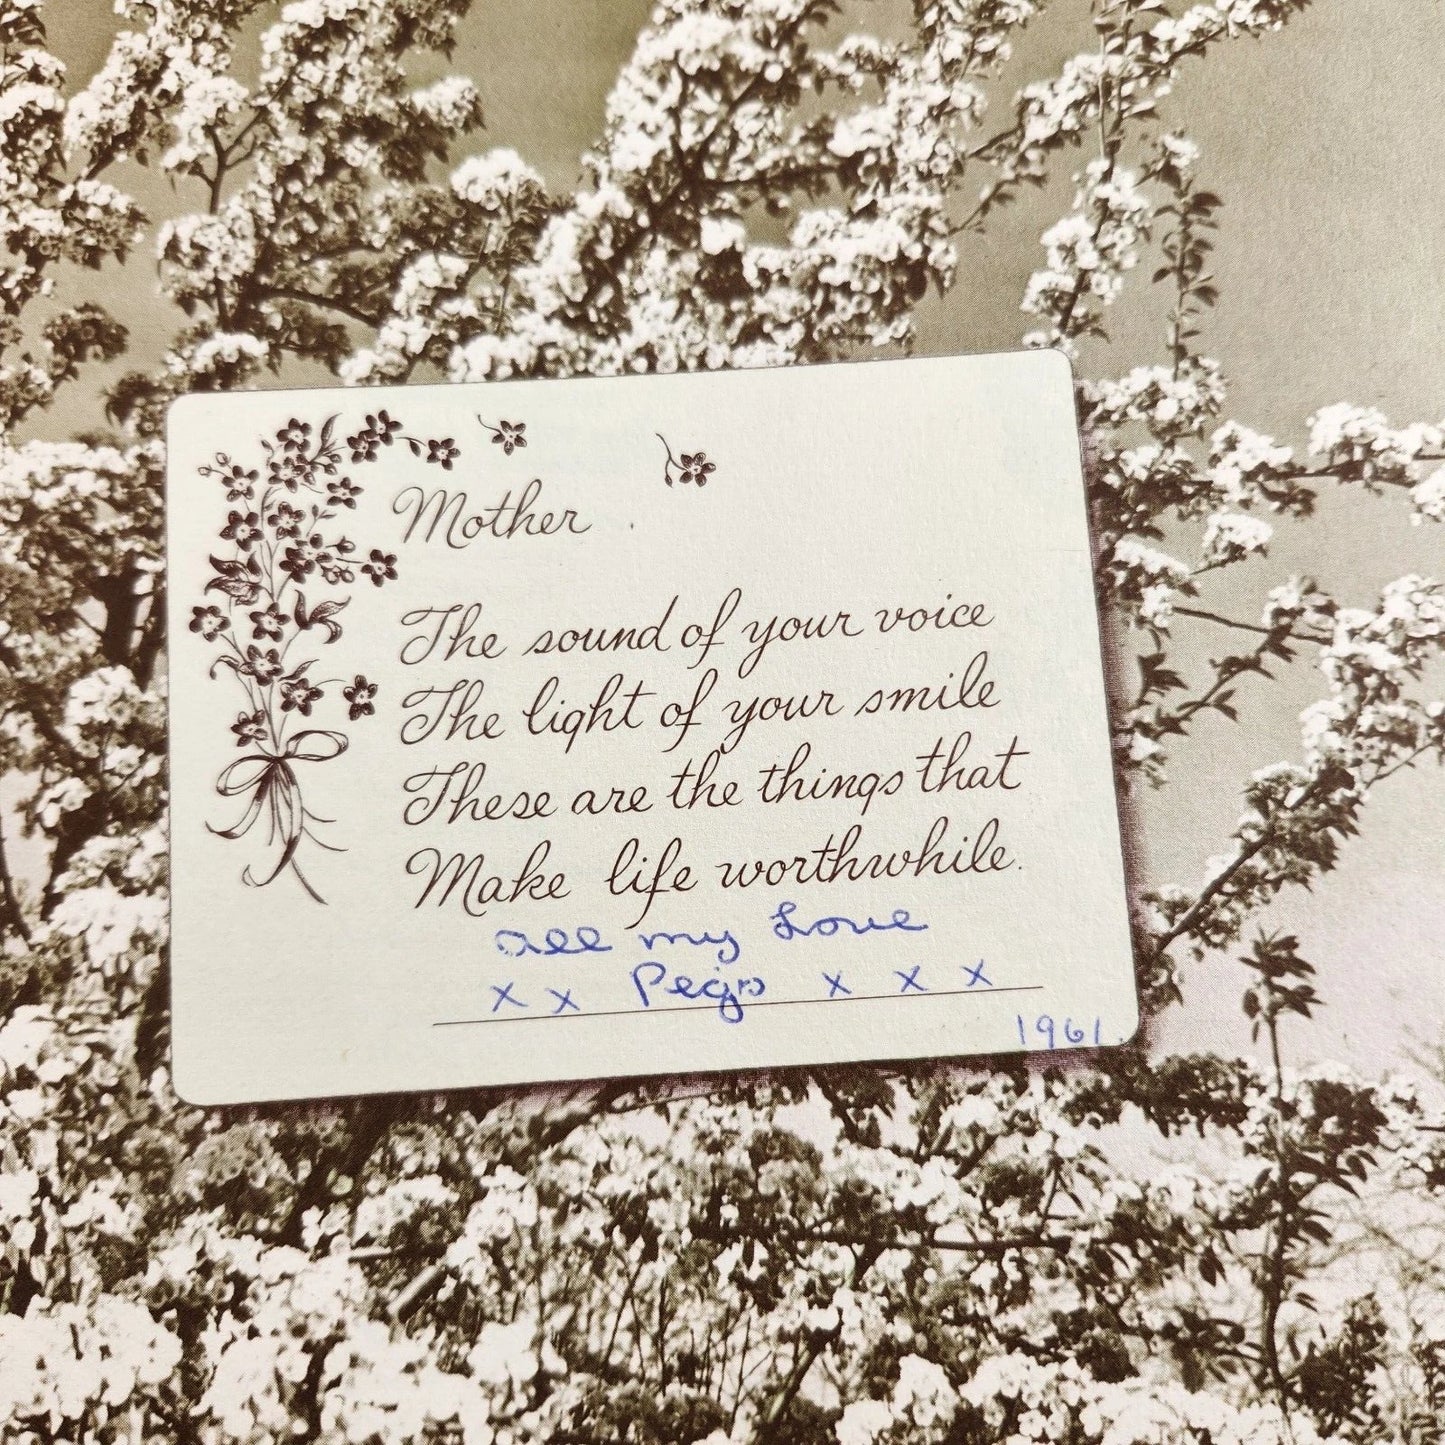 Mother
The sound of your voice
The light of your smile
These are the things that
Make life worthwhile.
all my Love
x x Pegs x x x
1961.